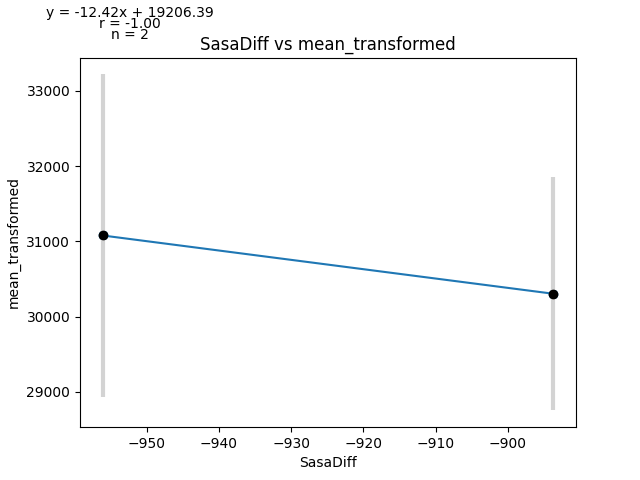 y = -12.42x + 19206.39
r = -1.00
n = 2
SasaDiff vs mean_transformed
33000
32000
31000
30000
29000
mean_transformed
−950
−940
−930
−920
−910
−900
SasaDiff